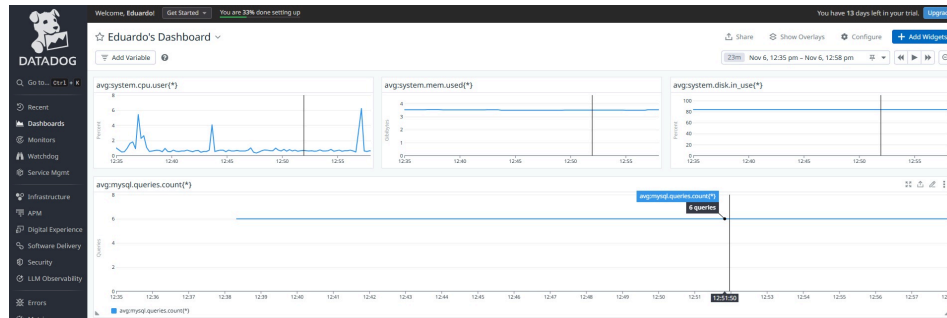 Welcome, Eduardo! Get Started You are 33% done setting up
You have 13 days left in your trial. Upgra
DATADOG
Go to... Ctrl + K
Recent
Dashboards
Monitors
Watchdog
Service Mgmt
Infrastructure
APM
Digital Experience
Software Delivery
Security
LLM Observability
Errors
Eduardo's Dashboard
Share Show Overlays Configure + Add Widgets
Add Variable
23m Nov 6, 12:35 pm – Nov 6, 12:58 pm
avg:system.cpu.user{*}
Percent
8
6
4
2
0
12:35 12:40 12:45 12:50 12:55
avg:system.mem.used{*}
4
3
2
1
0
12:35 12:40 12:45 12:50 12:55
avg:system.disk.in_use{*}
Percent
100
80
60
40
20
0
12:35 12:40 12:45 12:50 12:55
avg:mysql.queries.count{*}
Queries
8
6
4
2
0
avg:mysql.queries.count{*}
6 queries
12:35 12:36 12:37 12:38 12:39 12:40 12:41 12:42 12:43 12:44 12:45 12:46 12:47 12:48 12:49 12:50 12:51 12:51:50 12:53 12:54 12:55 12:56 12:57 12
avg:mysql.queries.count{*}